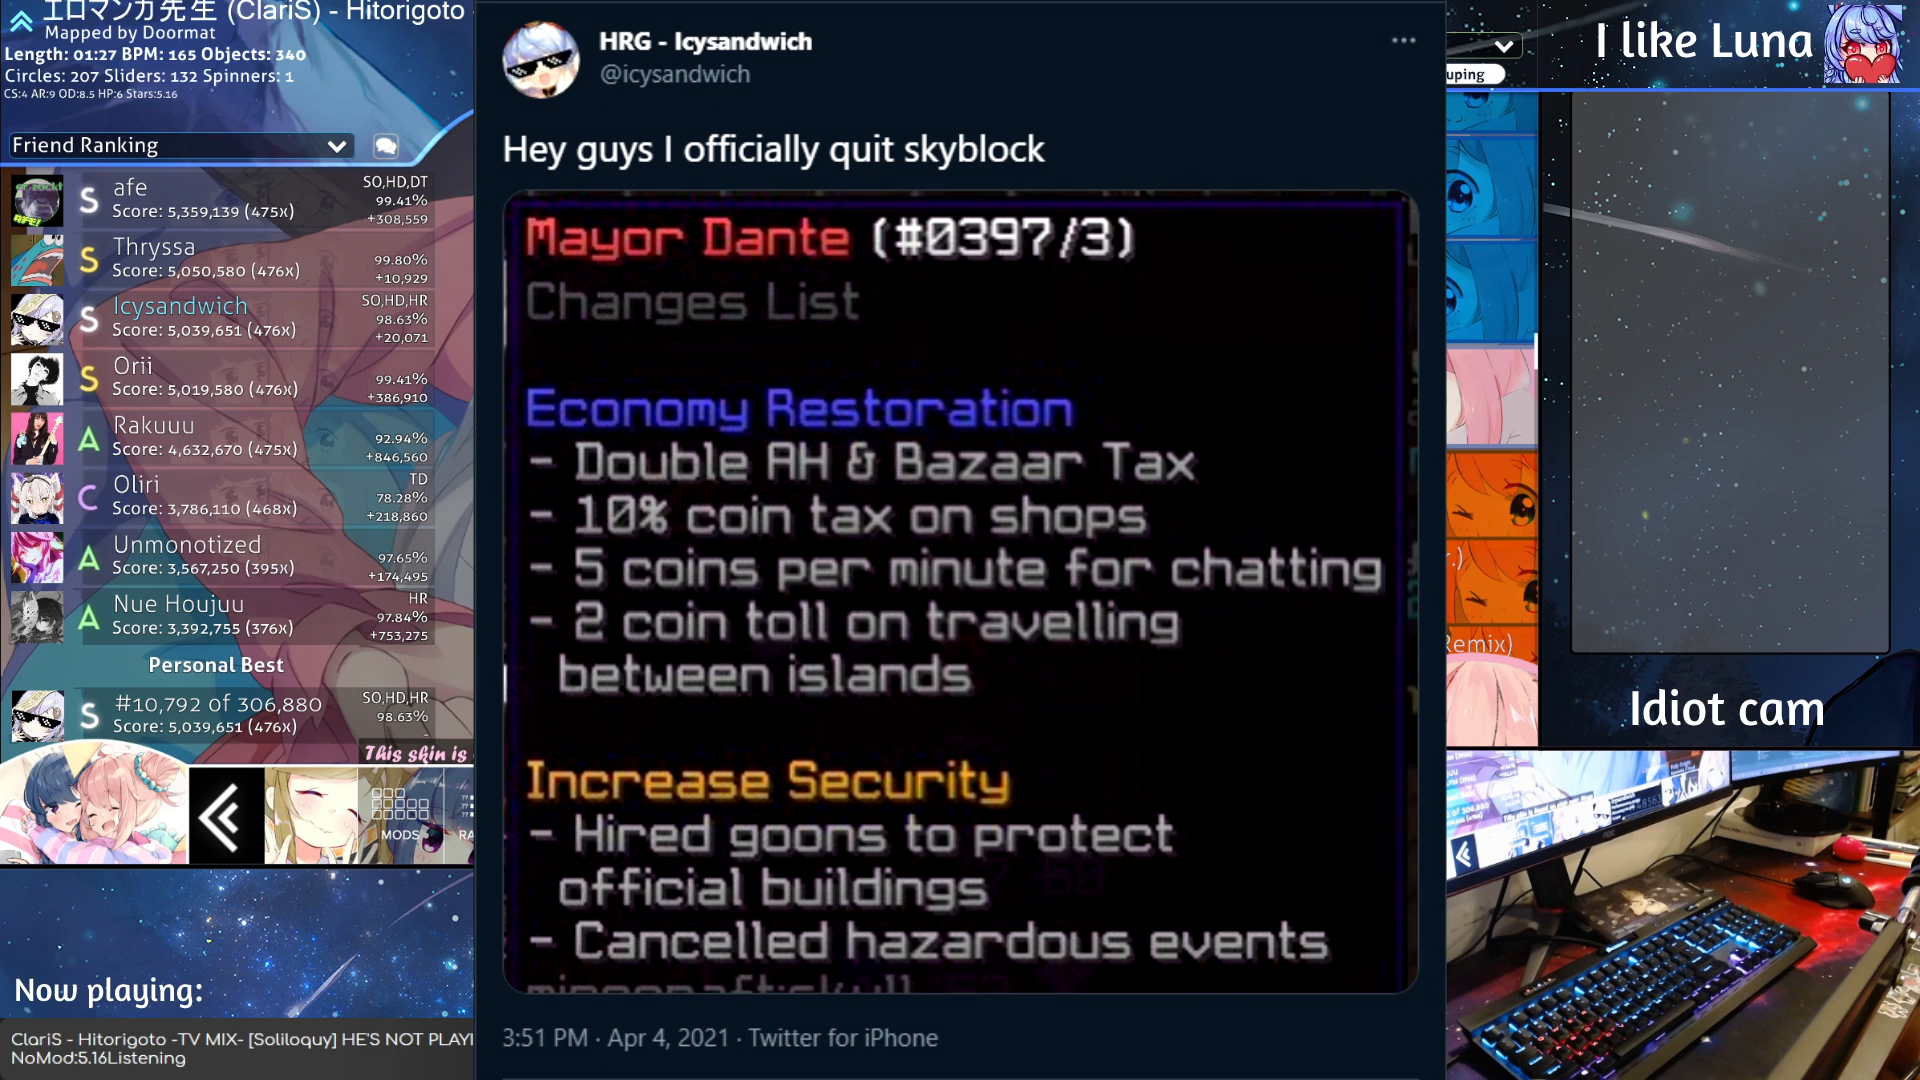 エロマンガ先生 (ClariS) - Hitorigoto
Mapped by Doormat
Length: 01:27 BPM: 165 Objects: 340
Circles: 207 Sliders: 132 Spinners: 1
CS:4 AR:9 OD:8.5 HP:6 Stars:5.16
Friend Ranking
S afe SO,HD,DT
Score: 5,359,139 (475x) 99.41%
+308,559
S Thryssa
Score: 5,050,580 (476x) 99.80%
+10,929
S Icysandwich SO,HD,HR
Score: 5,039,651 (476x) 98.63%
+20,071
S Orii
Score: 5,019,580 (476x) 99.41%
+386,910
A Rakuuu
Score: 4,632,670 (475x) 92.94%
+846,560
C Oliri TD
Score: 3,786,110 (468x) 78.28%
+218,860
A Unmonotized
Score: 3,567,250 (395x) 97.65%
+174,495
A Nue Houjuu HR
Score: 3,392,755 (376x) 97.84%
+753,275
Personal Best
S #10,792 of 306,880 SO,HD,HR
Score: 5,039,651 (476x) 98.63%
-
This skin is
MODS
RA
Now playing:
ClariS - Hitorigoto -TV MIX- [Soliloquy] HE'S NOT PLAYI
NoMod:5.16Listening
HRG - Icysandwich
@icysandwich
Hey guys I officially quit skyblock
Mayor Dante (#0397/3)
Changes List
Economy Restoration
- Double AH & Bazaar Tax
- 10% coin tax on shops
- 5 coins per minute for chatting
- 2 coin toll on travelling
between islands
Increase Security
- Hired goons to protect
official buildings
- Cancelled hazardous events
minecraft:skull
3:51 PM · Apr 4, 2021 · Twitter for iPhone
uping
.)
Remix)
I like Luna
Idiot cam